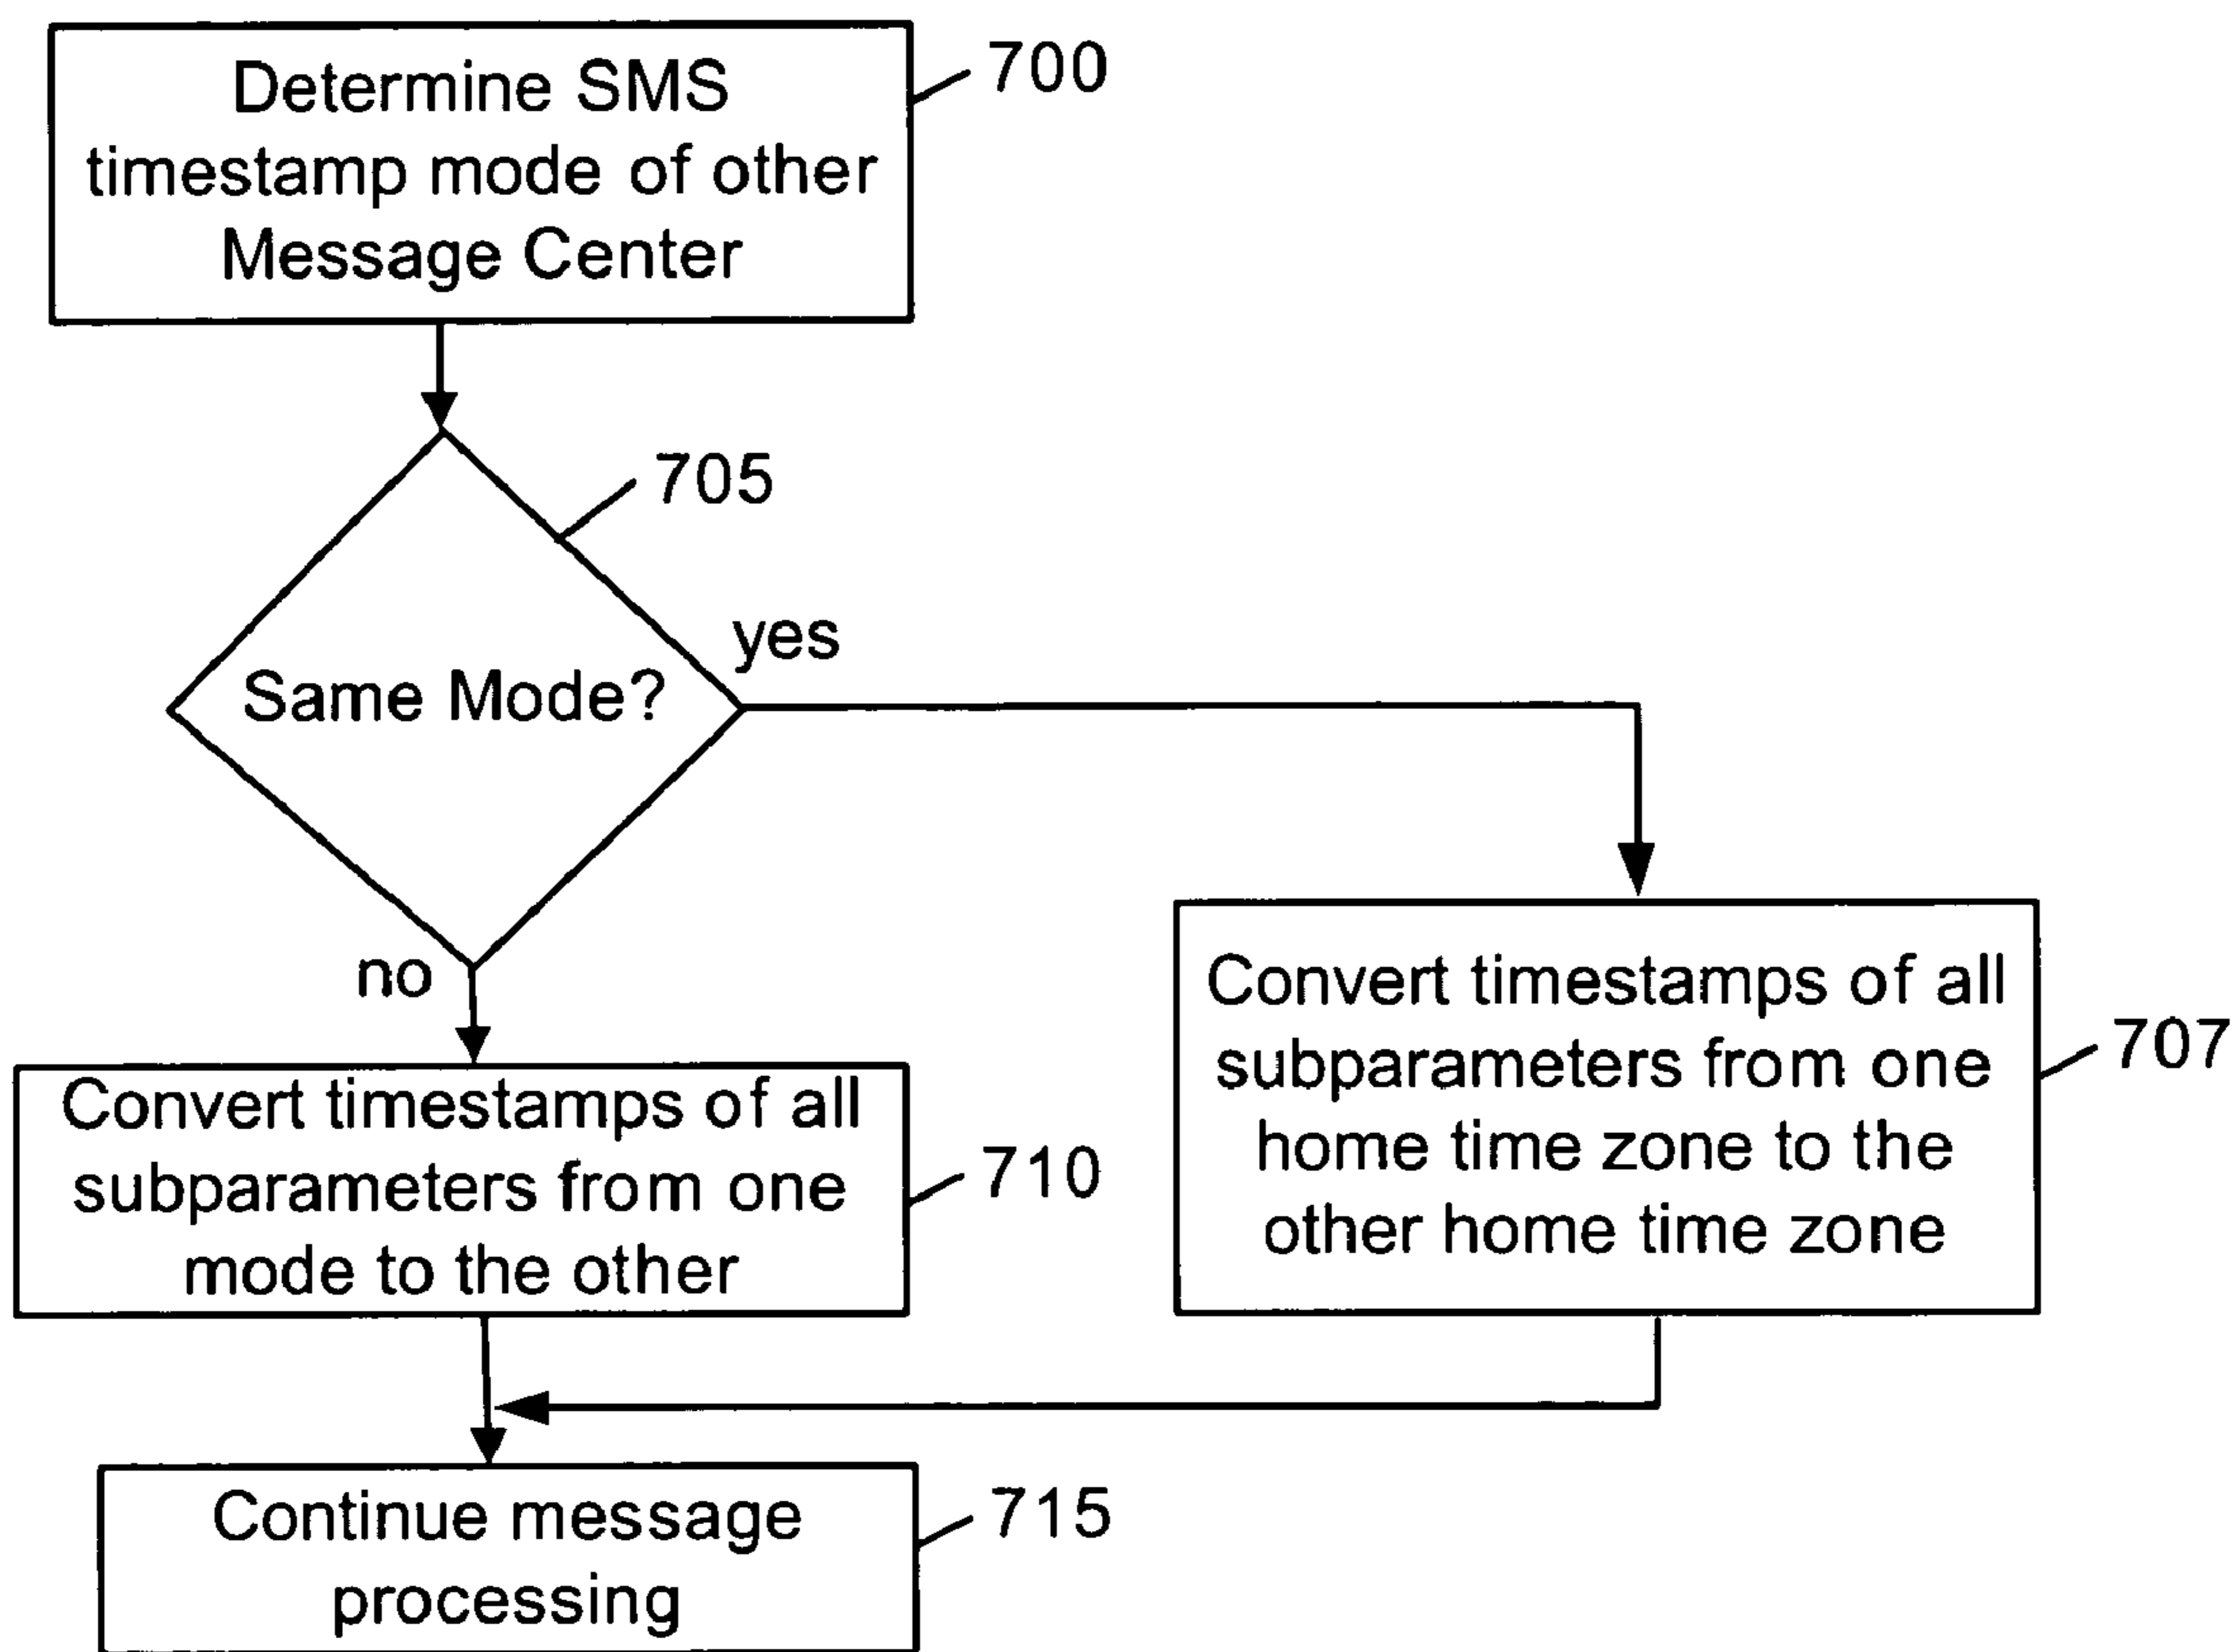 Determine SMS
timestamp mode of other
Message Center
700
705
yes
Same Mode?
no
Convert timestamps of all
subparameters from one
home time zone to the
other home time zone
707
Convert timestamps of all
subparameters from one
mode to the other
710
Continue message
processing
715